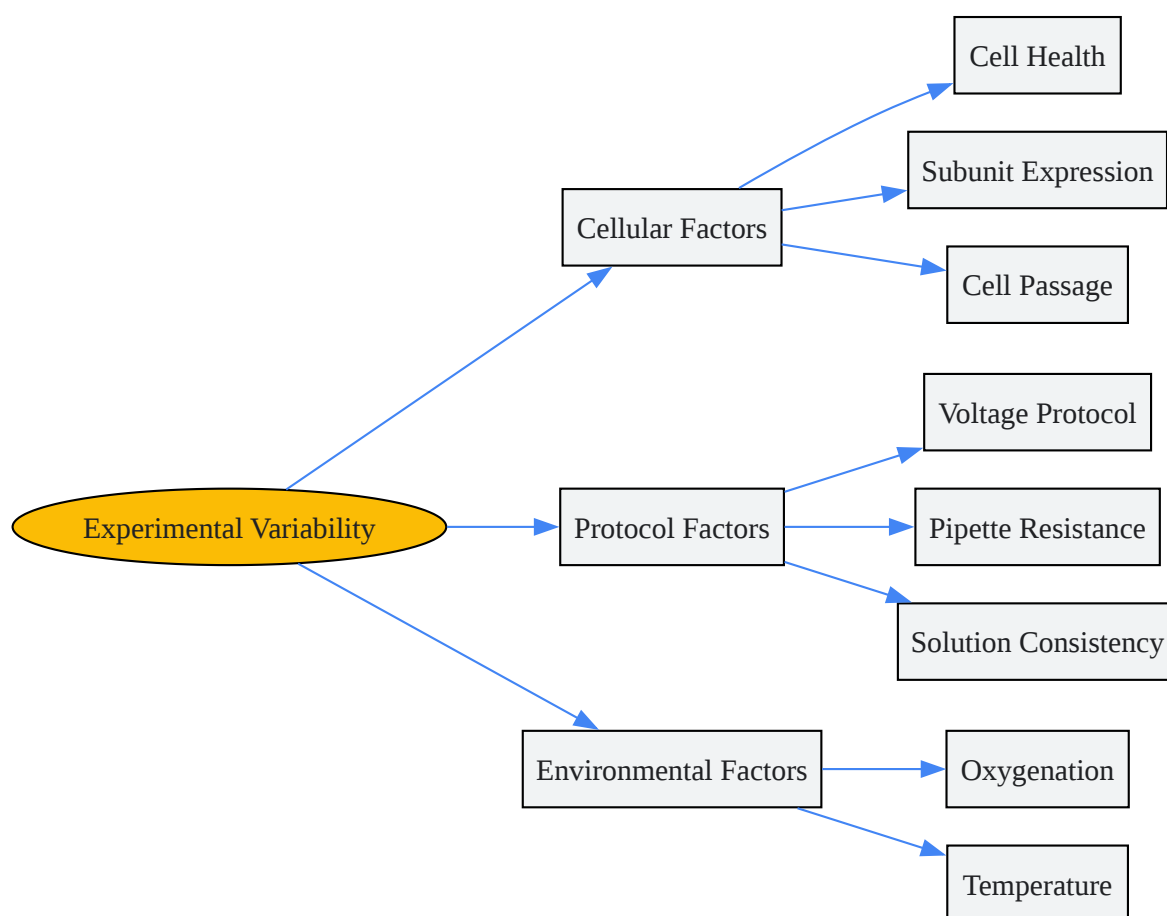 Experimental Variability
Cellular Factors
Cell Health
Subunit Expression
Cell Passage
Protocol Factors
Voltage Protocol
Pipette Resistance
Solution Consistency
Environmental Factors
Oxygenation
Temperature